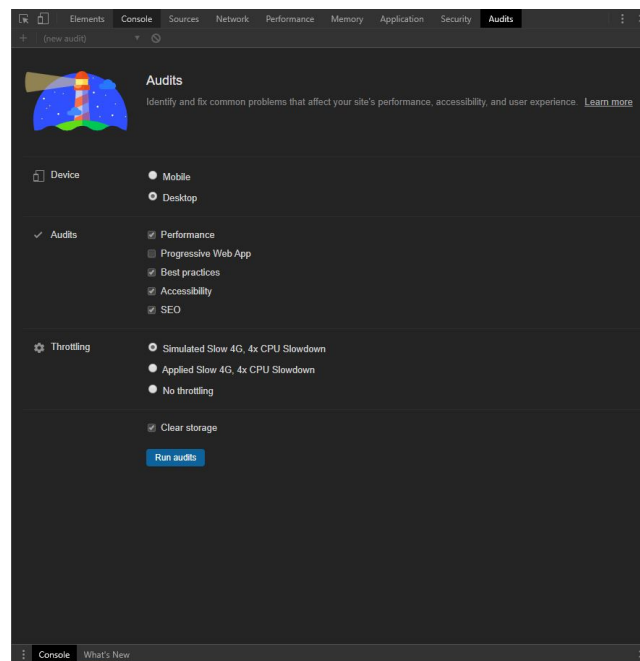 Elements Console Sources Network Performance Memory Application Security Audits
(new audit)
Audits
Identify and fix common problems that affect your site's performance, accessibility, and user experience. Learn more
Device
Mobile
Desktop
Audits
Performance
Progressive Web App
Best practices
Accessibility
SEO
Throttling
Simulated Slow 4G, 4x CPU Slowdown
Applied Slow 4G, 4x CPU Slowdown
No throttling
Clear storage
Run audits
Console What's New